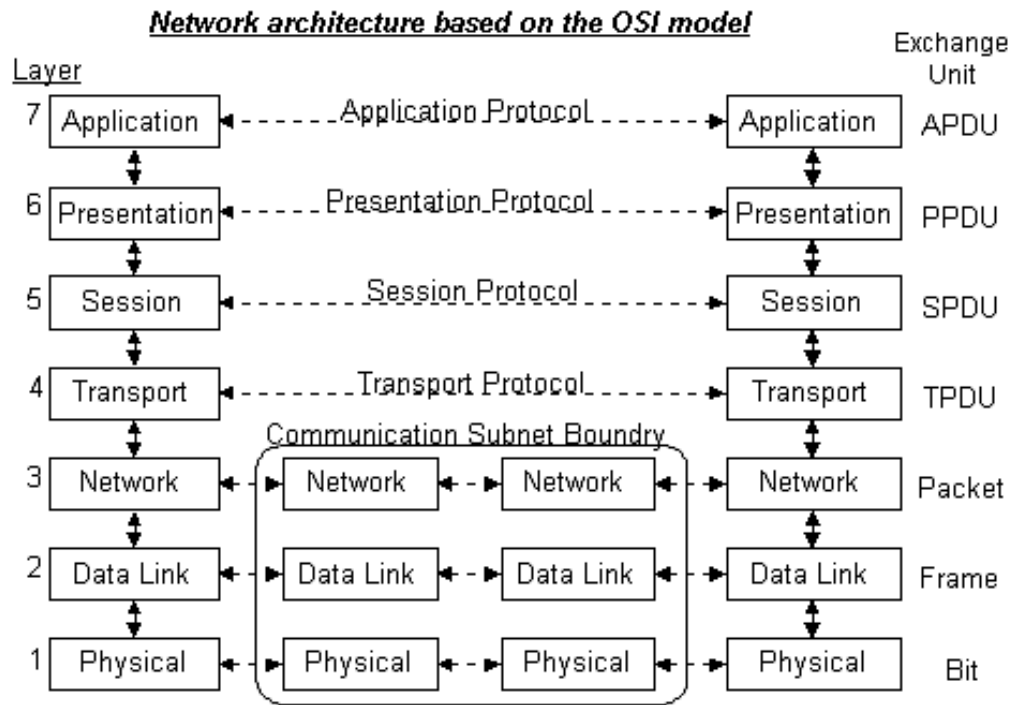 Network architecture based on the OSI model
Exchange
Unit
Layer
7 Application Application Protocol Application APDU
6 Presentation Presentation Protocol Presentation PPDU
5 Session Session Protocol Session SPDU
4 Transport Transport Protocol Transport TPDU
Communication Subnet Boundry
3 Network Network Network Network Packet
2 Data Link Data Link Data Link Data Link Frame
1 Physical Physical Physical Physical Bit